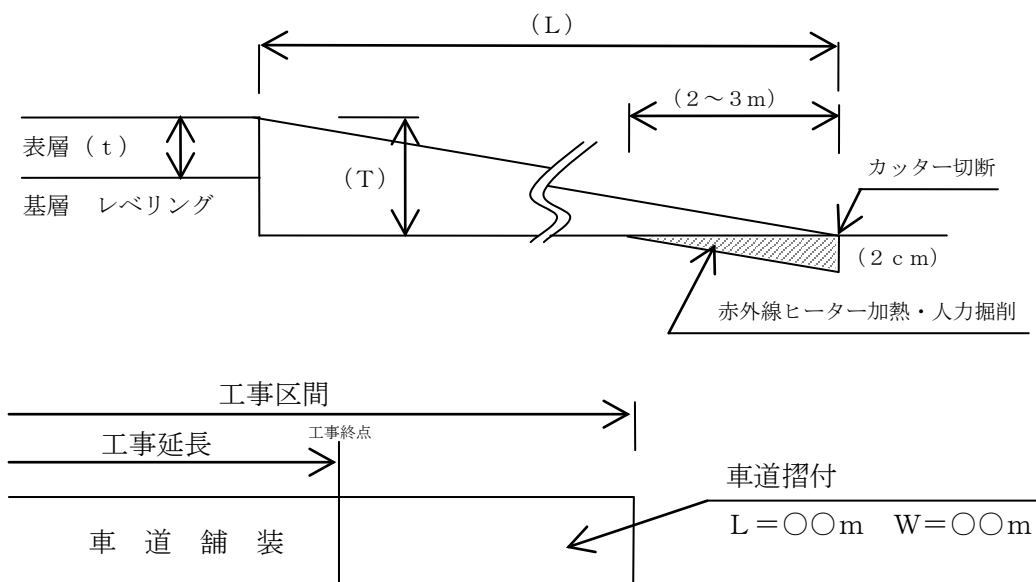 （Ｌ）
（２～３ｍ）
表層（ｔ）
（Ｔ）
カッター切断
基層　レベリング
（２ｃｍ）
赤外線ヒーター加熱・人力掘削
工事区間
工事終点
工事延長
車道摺付
Ｌ＝○○ｍ　Ｗ＝○○ｍ
車　道　舗　装